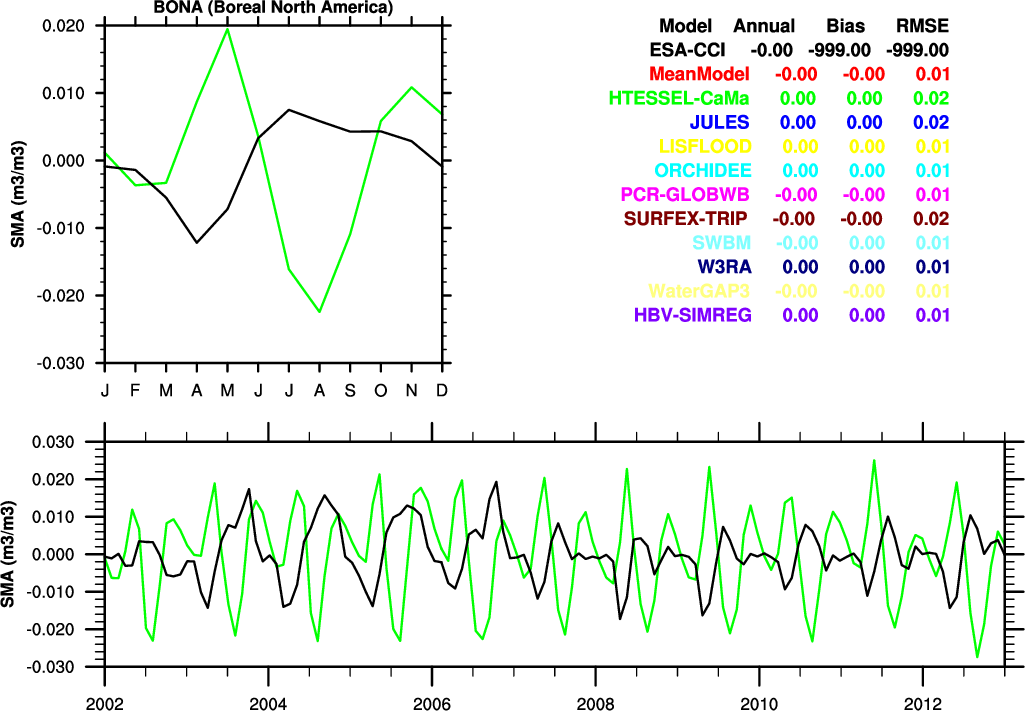 BONA (Boreal North America)
0.020
0.010
0.000
-0.010
-0.020
-0.030
SMA (m3/m3)
J F M A M J J A S O N D
Model Annual Bias RMSE
ESA-CCI -0.00 -999.00 -999.00
MeanModel -0.00 -0.00 0.01
HTESSEL-CaMa 0.00 0.00 0.02
JULES 0.00 0.00 0.02
LISFLOOD 0.00 0.00 0.01
ORCHIDEE 0.00 0.00 0.01
PCR-GLOBWB -0.00 -0.00 0.01
SURFEX-TRIP -0.00 -0.00 0.02
SWBM -0.00 0.00 0.01
W3RA 0.00 0.00 0.01
WaterGAP3 -0.00 -0.00 0.01
HBV-SIMREG 0.00 0.00 0.01
0.030
0.020
0.010
0.000
-0.010
-0.020
-0.030
SMA (m3/m3)
2002 2004 2006 2008 2010 2012